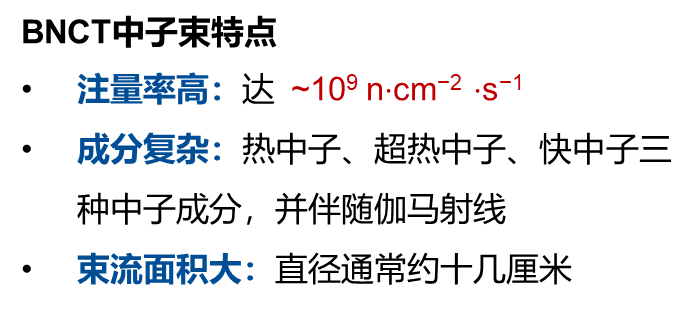 BNCT中子束特点
• 注量率高：达 ~10⁹ n·cm⁻² ·s⁻¹
• 成分复杂：热中子、超热中子、快中子三
种中子成分，并伴随伽马射线
• 束流面积大：直径通常约十几厘米